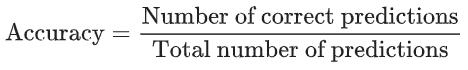 Accuracy = Number of correct predictions
Total number of predictions